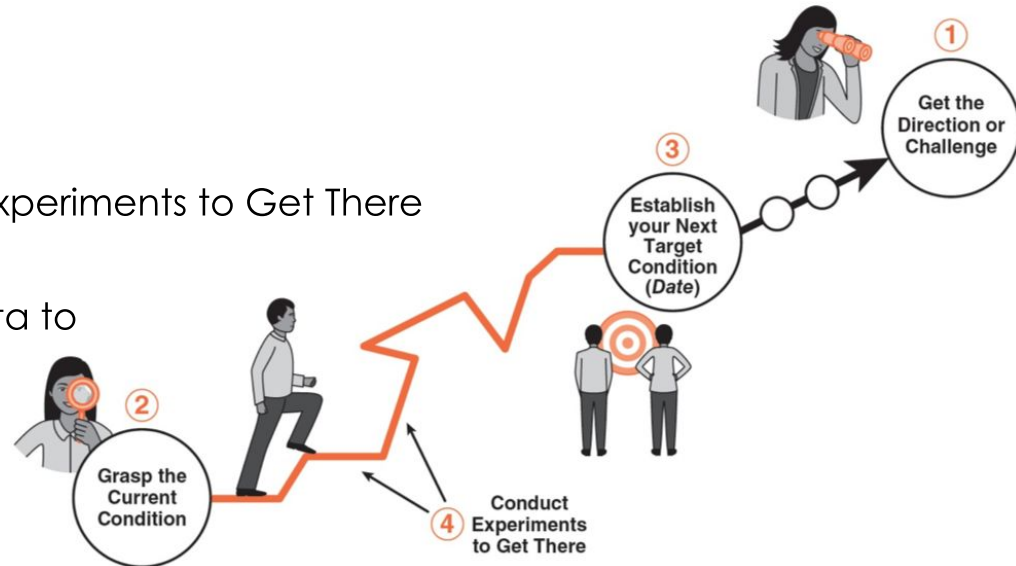 xperiments to Get There
ta to
1
Get the
Direction or
Challenge
3
Establish
your Next
Target
Condition
(Date)
2
Grasp the
Current
Condition
4
Conduct
Experiments
to Get There